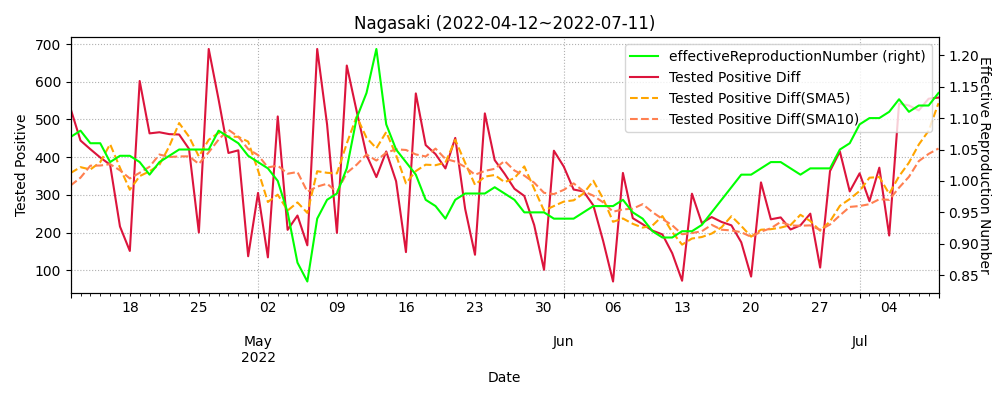 Nagasaki (2022-04-12~2022-07-11)
effectiveReproductionNumber (right)
Tested Positive Diff
Tested Positive Diff(SMA5)
Tested Positive Diff(SMA10)
Tested Positive
700
600
500
400
300
200
100
1.20
1.15
1.10
1.05
1.00
0.95
0.90
0.85
Effective Reproduction Number
18 25 02 09 16 23 30 06 13 20 27 04
May Jun Jul
2022
Date